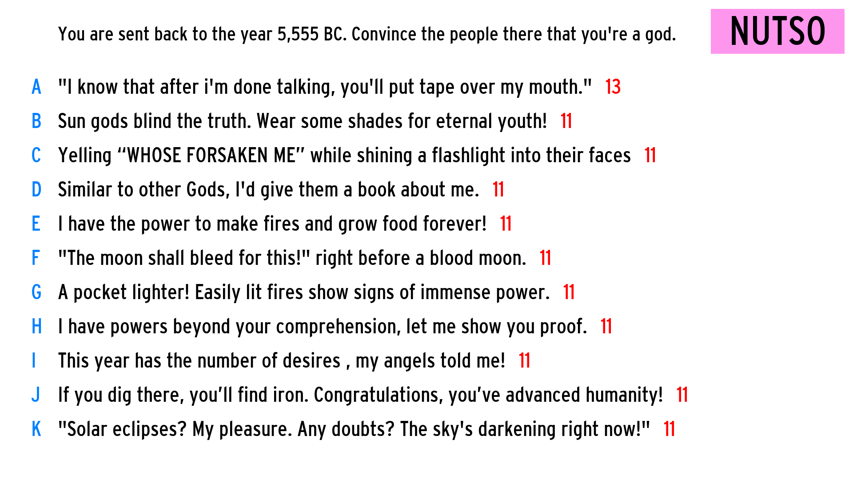 You are sent back to the year 5,555 BC. Convince the people there that you're a god.
NUTSO
A "I know that after i'm done talking, you'll put tape over my mouth." 13
B Sun gods blind the truth. Wear some shades for eternal youth! 11
C Yelling “WHOSE FORSAKEN ME” while shining a flashlight into their faces 11
D Similar to other Gods, I'd give them a book about me. 11
E I have the power to make fires and grow food forever! 11
F "The moon shall bleed for this!" right before a blood moon. 11
G A pocket lighter! Easily lit fires show signs of immense power. 11
H I have powers beyond your comprehension, let me show you proof. 11
I This year has the number of desires , my angels told me! 11
J If you dig there, you’ll find iron. Congratulations, you’ve advanced humanity! 11
K "Solar eclipses? My pleasure. Any doubts? The sky's darkening right now!" 11